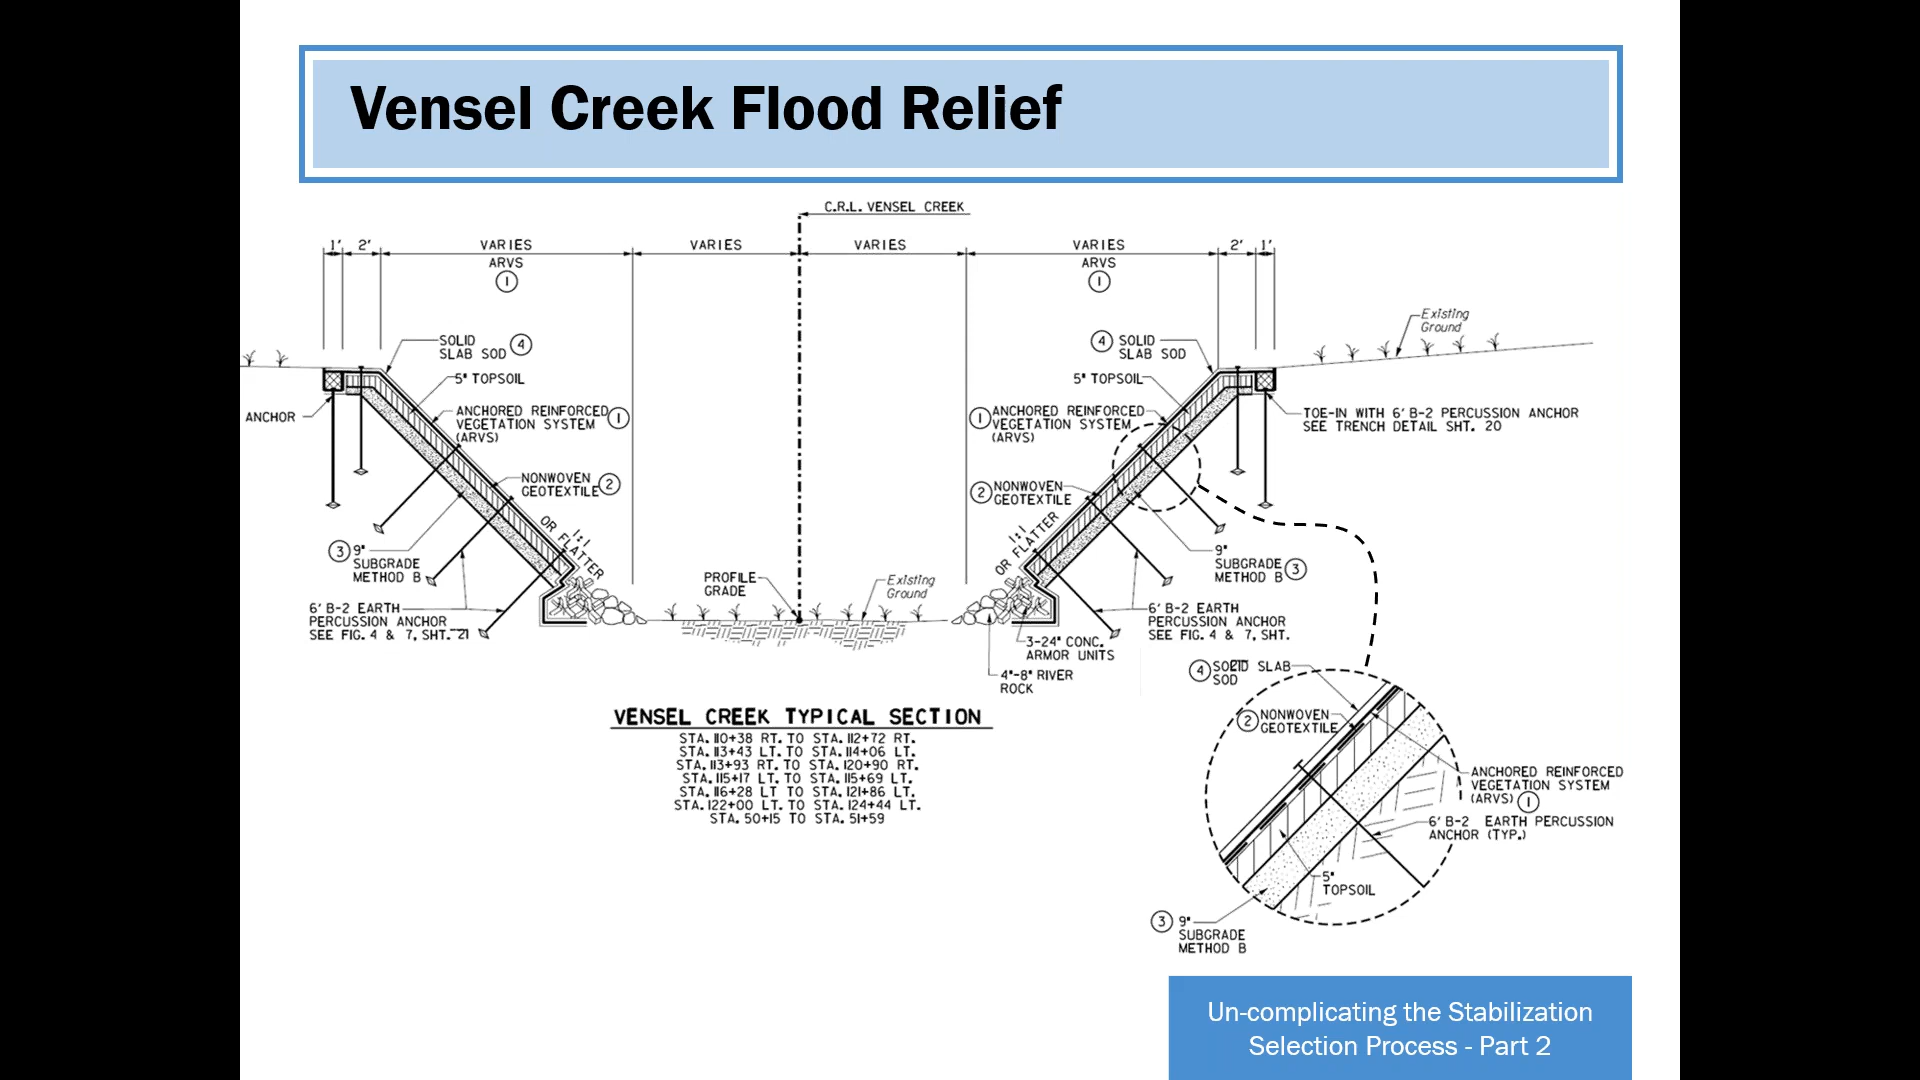 Vensel Creek Flood Relief
C.R.L. VENSEL CREEK
1' 2' VARIES VARIES VARIES VARIES 2' 1'
ARVS ARVS
1 1
Existing
Ground
SOLID
SLAB SOD 4
4 SOLID
SLAB SOD
5" TOPSOIL
5" TOPSOIL
ANCHOR
ANCHORED REINFORCED
VEGETATION SYSTEM 1
(ARVS)
1 ANCHORED REINFORCED
VEGETATION SYSTEM
(ARVS)
TOE-IN WITH 6' B-2 PERCUSSION ANCHOR
SEE TRENCH DETAIL SHT. 20
NONWOVEN
GEOTEXTILE 2
2 NONWOVEN
GEOTEXTILE
1:1
OR FLATTER
1:1
OR FLATTER
3 9"
SUBGRADE
METHOD B
9"
SUBGRADE 3
METHOD B
PROFILE
GRADE
Existing
Ground
6' B-2 EARTH
PERCUSSION ANCHOR
SEE FIG. 4 & 7, SHT. 21
6' B-2 EARTH
PERCUSSION ANCHOR
SEE FIG. 4 & 7, SHT.
21
3-24" CONC.
ARMOR UNITS
4"-8" RIVER
ROCK
VENSEL CREEK TYPICAL SECTION
STA. 110+38 RT. TO STA. 112+72 RT.
STA. 113+43 LT. TO STA. 114+06 LT.
STA. 113+93 RT. TO STA. 120+90 RT.
STA. 115+17 LT. TO STA. 115+69 LT.
STA. 116+28 LT TO STA. 121+86 LT.
STA. 122+00 LT. TO STA. 124+44 LT.
STA. 50+15 TO STA. 51+59
4 SOLID SLAB
SOD
2 NONWOVEN
GEOTEXTILE
ANCHORED REINFORCED
VEGETATION SYSTEM
(ARVS) 1
6' B-2 EARTH PERCUSSION
ANCHOR (TYP.)
5"
TOPSOIL
3 9"
SUBGRADE
METHOD B
Un-complicating the Stabilization
Selection Process - Part 2